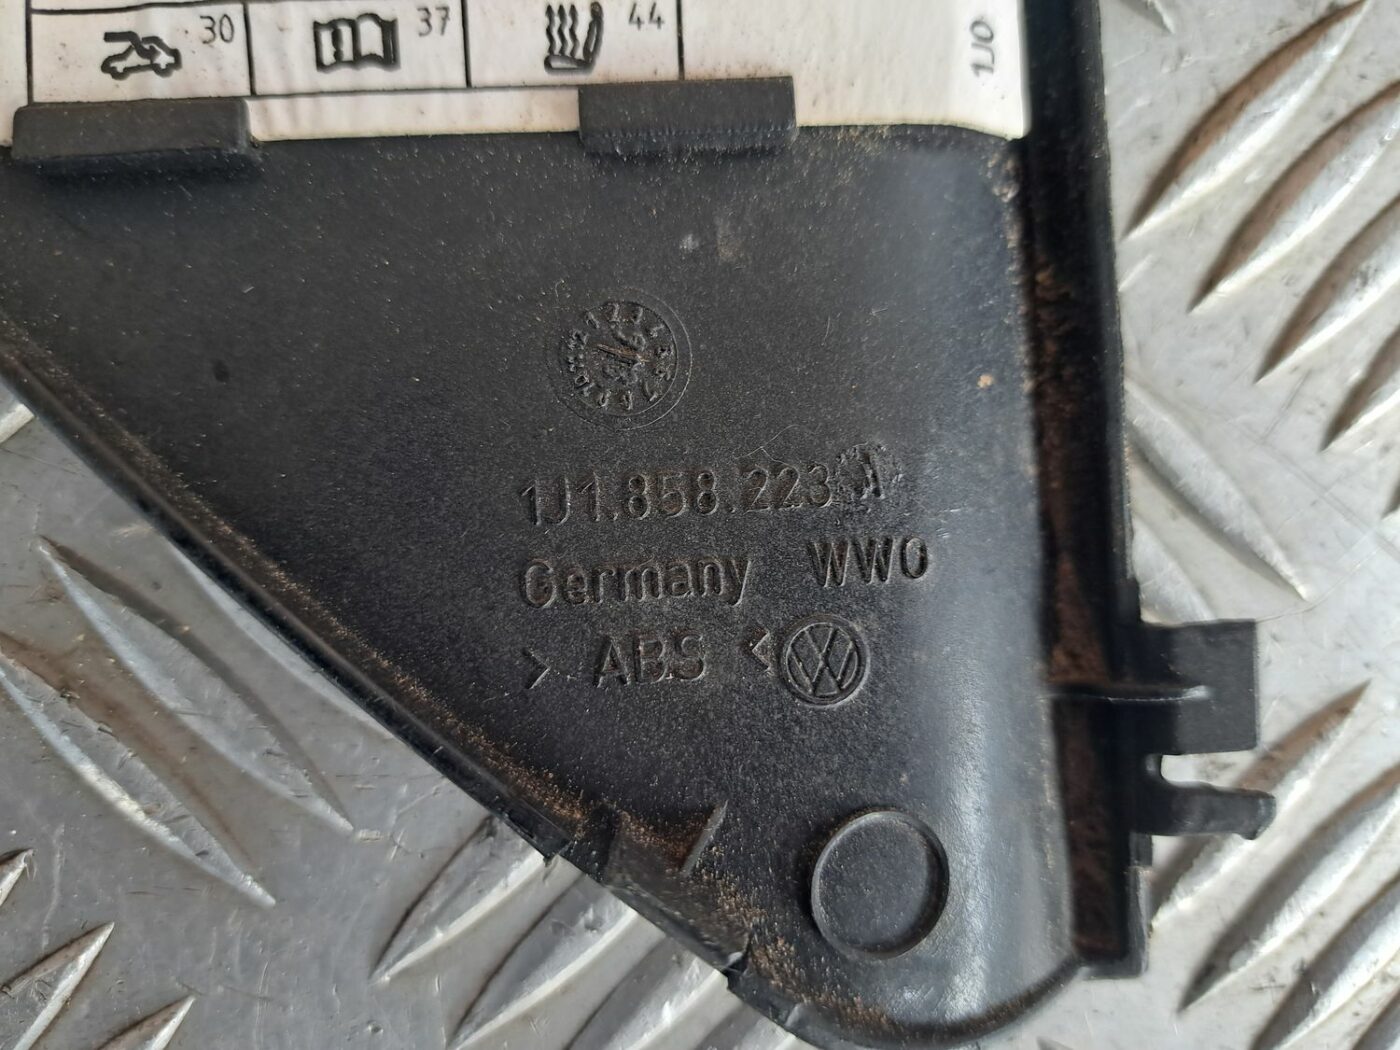 30 37 44
1J0
1J1.858.223
Germany WWO
> ABS <